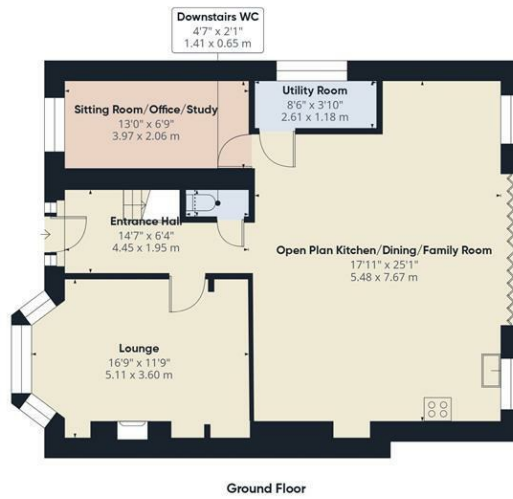 Downstairs WC
4'7" x 2'1"
1.41 x 0.65 m
Utility Room
8'6" x 3'10"
2.61 x 1.18 m
Sitting Room/Office/Study
13'0" x 6'9"
3.97 x 2.06 m
Entrance Hall
14'7" x 6'4"
4.45 x 1.95 m
Open Plan Kitchen/Dining/Family Room
17'11" x 25'1"
5.48 x 7.67 m
Lounge
16'9" x 11'9"
5.11 x 3.60 m
Ground Floor